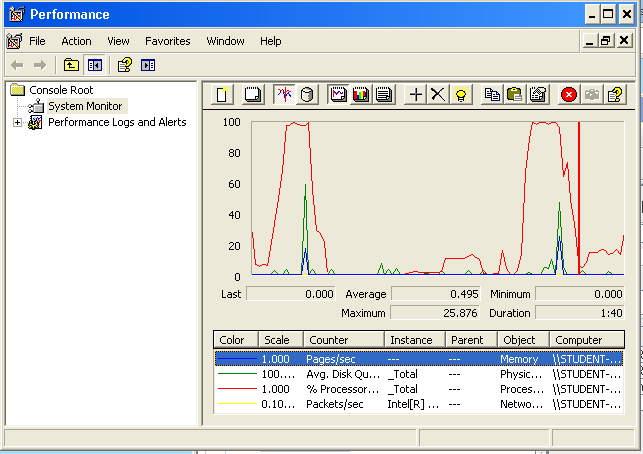 Performance
File Action View Favorites Window Help
Console Root
System Monitor
Performance Logs and Alerts
100
80
60
40
20
0
Last 0.000 Average 0.495 Minimum 0.000
Maximum 25.876 Duration 1:40
Color Scale Counter Instance Parent Object Computer
1.000 Pages/sec --- --- Memory \\STUDENT-...
100.... Avg. Disk Qu... _Total --- Physic... \\STUDENT-...
1.000 % Processor... _Total --- Proces... \\STUDENT-...
0.10... Packets/sec Intel[R] ... --- Netwo... \\STUDENT-...